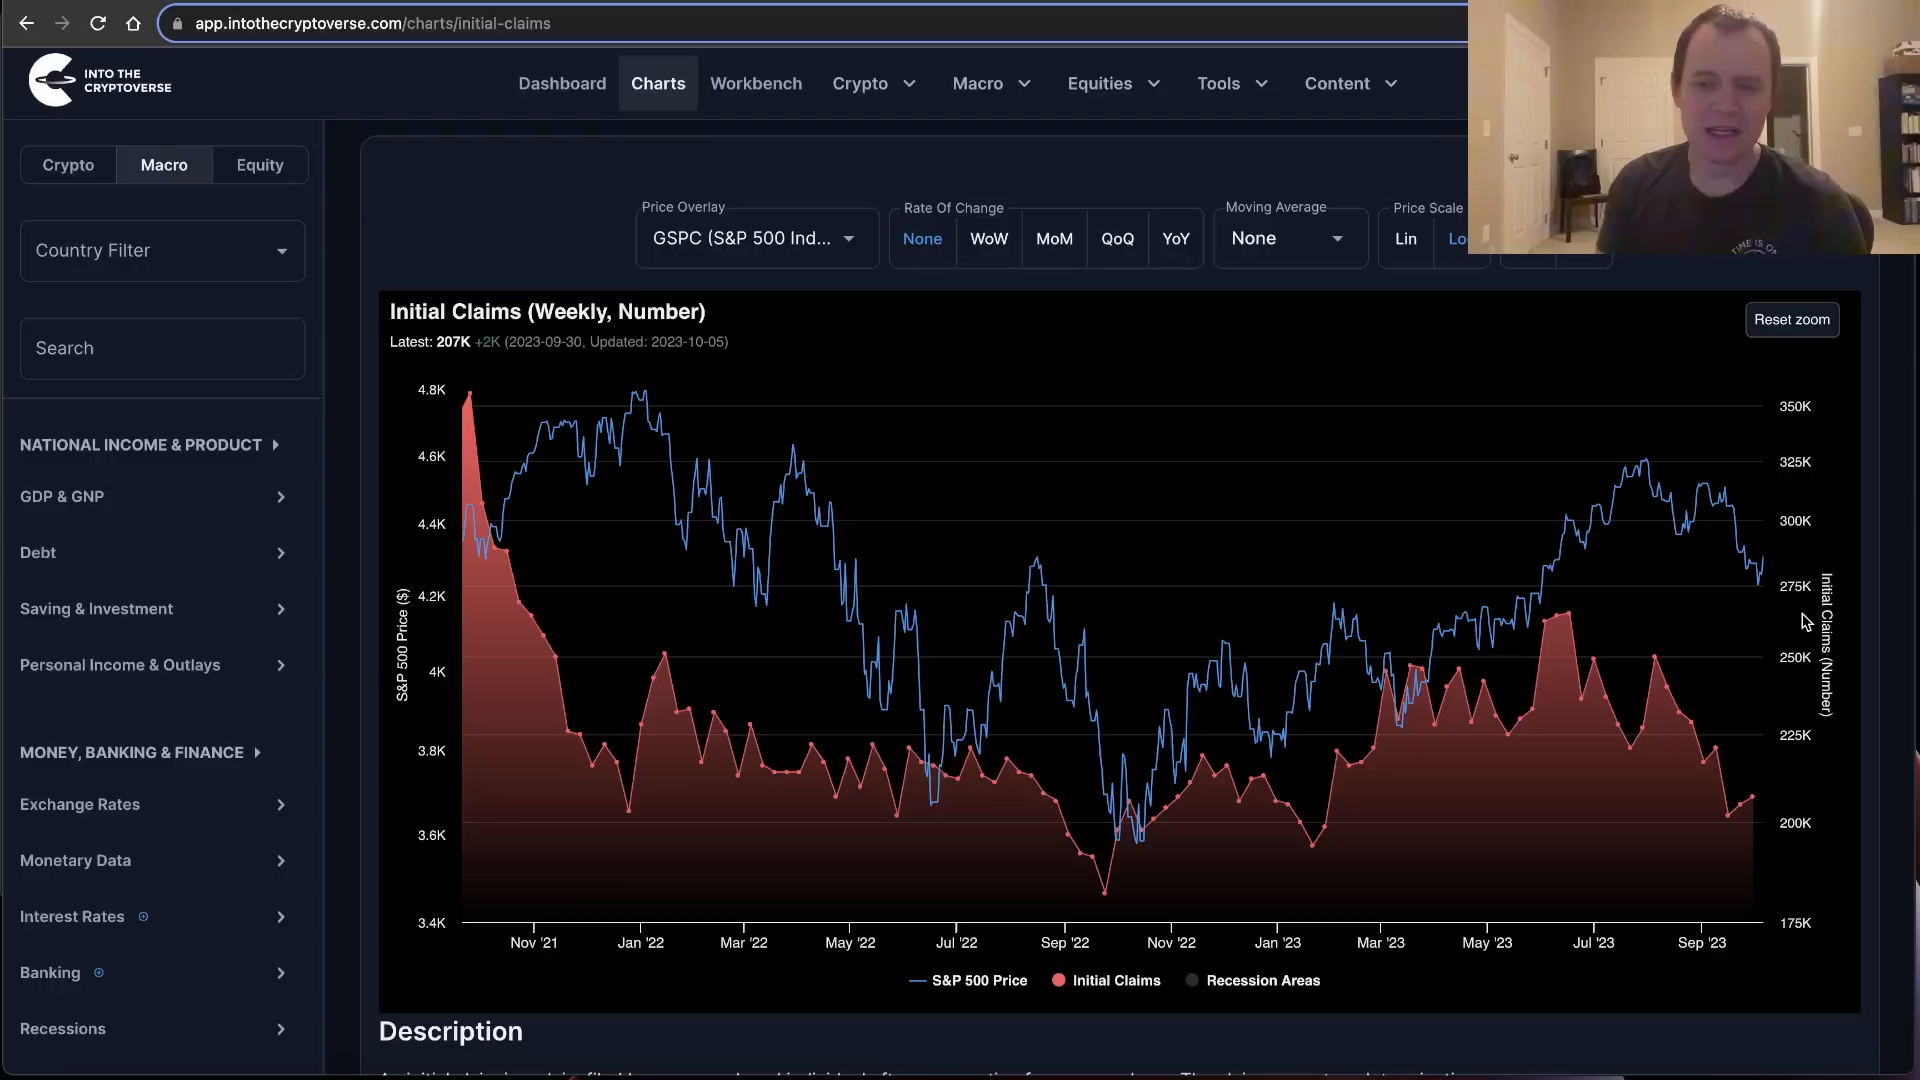 app.intothecryptoverse.com/charts/initial-claims
INTO THE
CRYPTOVERSE
Dashboard
Charts
Workbench
Crypto
Macro
Equities
Tools
Content
Crypto
Macro
Equity
Country Filter
Search
NATIONAL INCOME & PRODUCT
GDP & GNP
Debt
Saving & Investment
Personal Income & Outlays
MONEY, BANKING & FINANCE
Exchange Rates
Monetary Data
Interest Rates
Banking
Recessions
Price Overlay
GSPC (S&P 500 Ind...
Rate Of Change
None
WoW
MoM
QoQ
YoY
Moving Average
None
Price Scale
Lin
Lo
TIME IS
Initial Claims (Weekly, Number)
Latest: 207K +2K (2023-09-30, Updated: 2023-10-05)
Reset zoom
4.8K
4.6K
4.4K
4.2K
4K
3.8K
3.6K
3.4K
S&P 500 Price ($)
350K
325K
300K
275K
250K
225K
200K
175K
Initial Claims (Number)
Nov '21
Jan '22
Mar '22
May '22
Jul '22
Sep '22
Nov '22
Jan '23
Mar '23
May '23
Jul '23
Sep '23
S&P 500 Price
Initial Claims
Recession Areas
Description